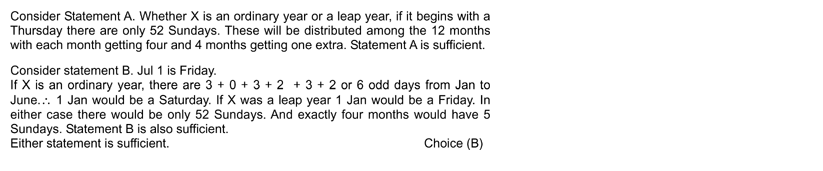 Consider Statement A. Whether X is an ordinary year or a leap year, if it begins with a
Thursday there are only 52 Sundays. These will be distributed among the 12 months
with each month getting four and 4 months getting one extra. Statement A is sufficient.
Consider statement B. Jul 1 is Friday.
If X is an ordinary year, there are 3 + 0 + 3 + 2 + 3 + 2 or 6 odd days from Jan to
June.∴ 1 Jan would be a Saturday. If X was a leap year 1 Jan would be a Friday. In
either case there would be only 52 Sundays. And exactly four months would have 5
Sundays. Statement B is also sufficient.
Either statement is sufficient. Choice (B)